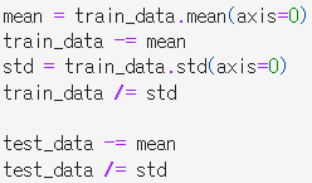 mean = train_data.mean(axis=0)
train_data -= mean
std = train_data.std(axis=0)
train_data /= std
test_data -= mean
test_data /= std